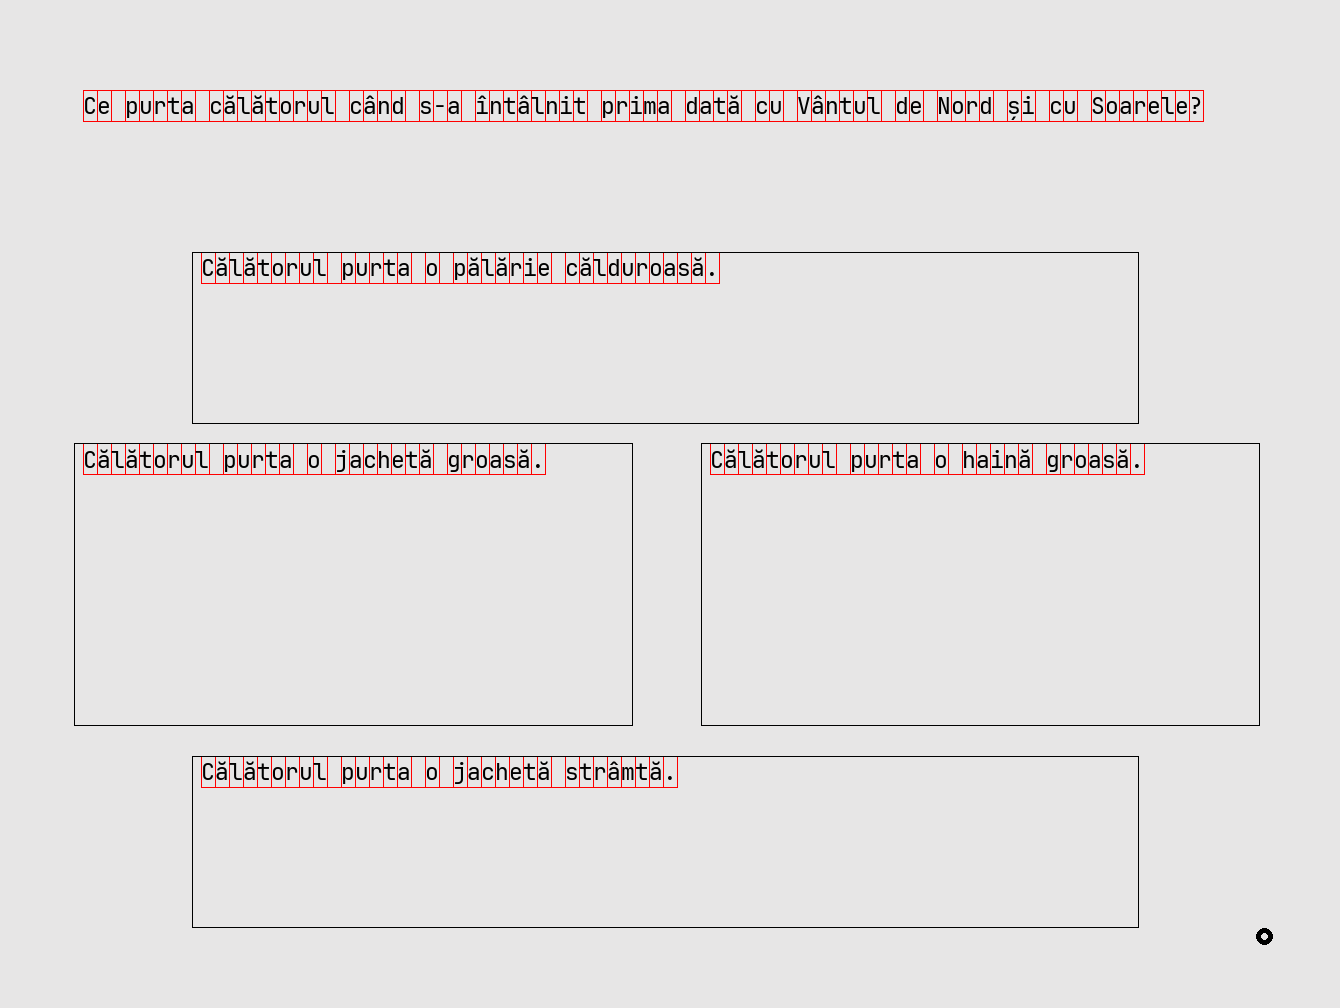 Ce purta călătorul când s-a întâlnit prima dată cu Vântul de Nord și cu Soarele?
Călătorul purta o pălărie călduroasă.
Călătorul purta o jachetă groasă.
Călătorul purta o haină groasă.
Călătorul purta o jachetă strâmtă.